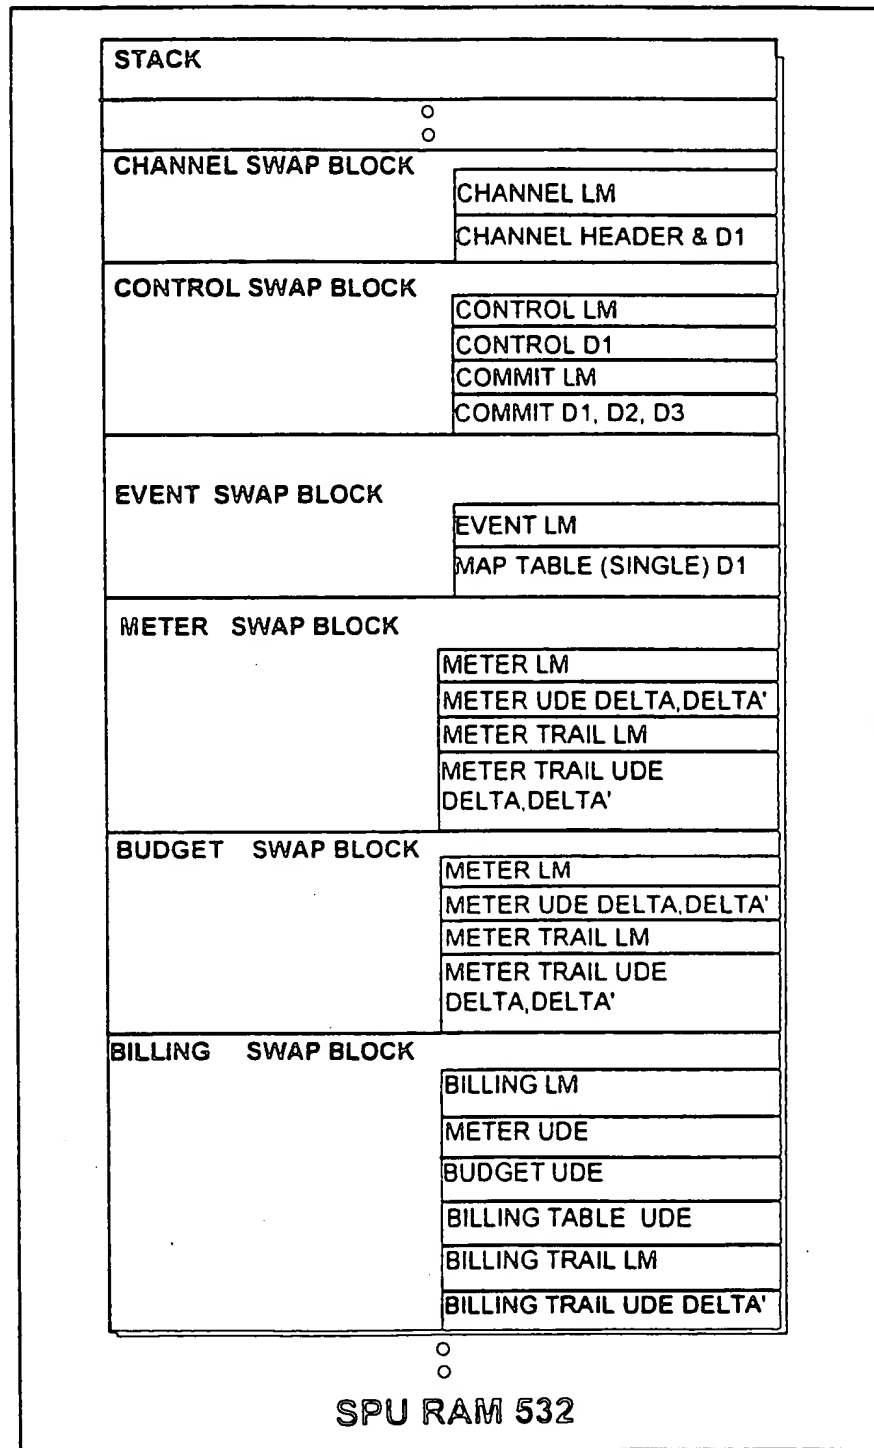 STACK
CHANNEL SWAP BLOCK
CHANNEL LM
CHANNEL HEADER & D1
CONTROL SWAP BLOCK
CONTROL LM
CONTROL D1
COMMIT LM
COMMIT D1, D2, D3
EVENT SWAP BLOCK
EVENT LM
MAP TABLE (SINGLE) D1
METER SWAP BLOCK
METER LM
METER UDE DELTA,DELTA'
METER TRAIL LM
METER TRAIL UDE
DELTA,DELTA'
BUDGET SWAP BLOCK
METER LM
METER UDE DELTA,DELTA'
METER TRAIL LM
METER TRAIL UDE
DELTA,DELTA'
BILLING SWAP BLOCK
BILLING LM
METER UDE
BUDGET UDE
BILLING TABLE UDE
BILLING TRAIL LM
BILLING TRAIL UDE DELTA'
SPU RAM 532